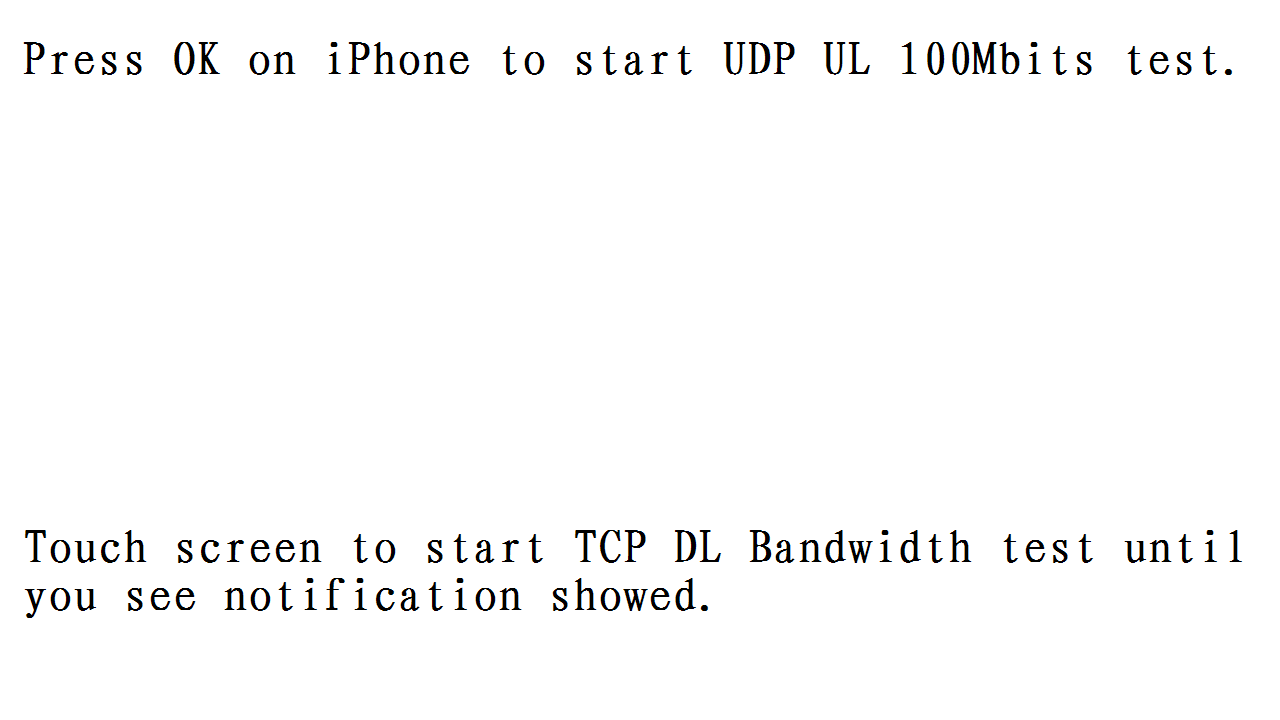 Press OK on iPhone to start UDP UL 100Mbits test.
Touch screen to start TCP DL Bandwidth test until
you see notification showed.